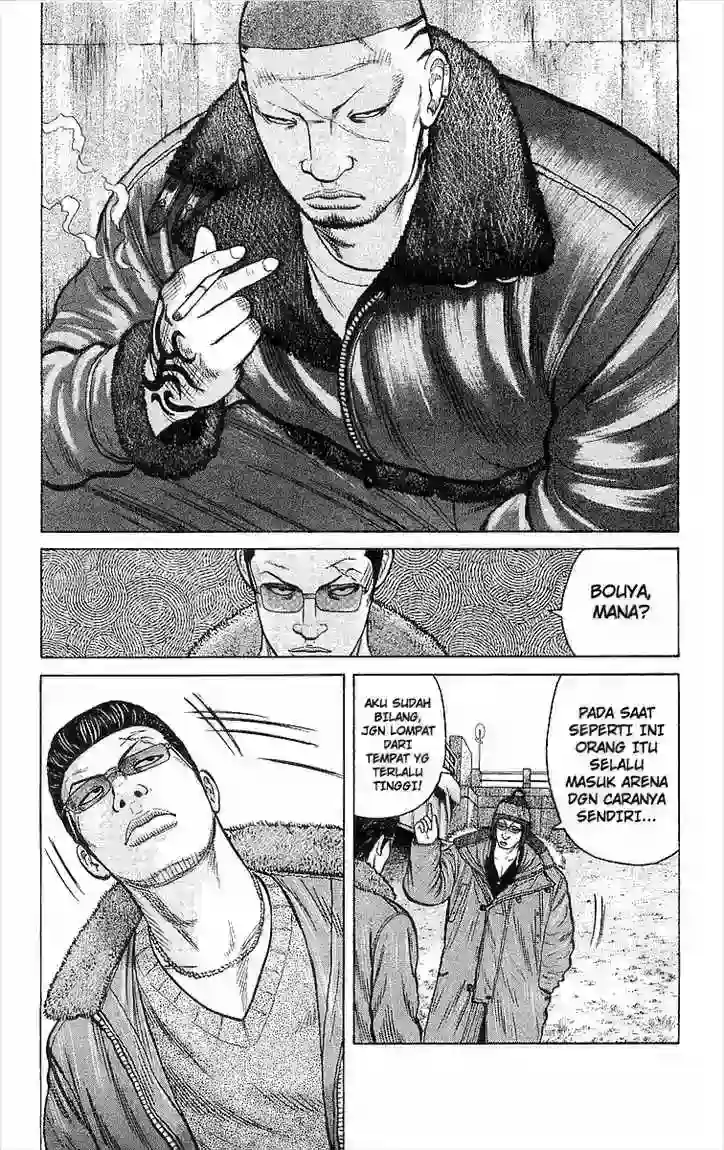 BOUYA,
MANA?
PADA SAAT
SEPERTI INI
ORANG ITU
SELALU
MASUK ARENA
DGN CARANYA
SENDIRI...
AKU SUDAH
BILANG,
JGN LOMPAT
DARI
TEMPAT YG
TERLALU
TINGGI!